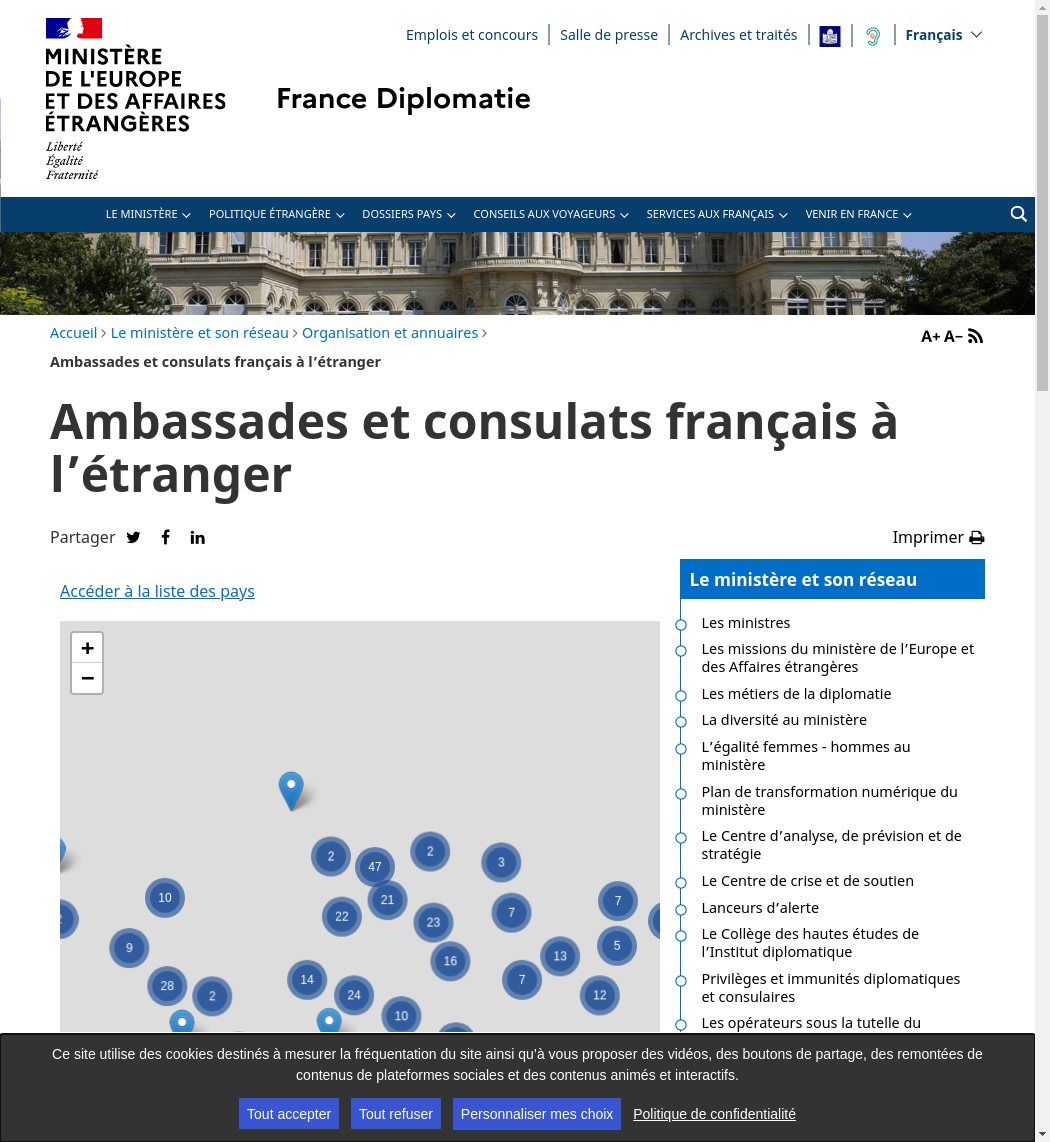 MINISTÈRE
DE L'EUROPE
ET DES AFFAIRES
ÉTRANGÈRES
Liberté
Égalité
Fraternité
Emplois et concours
Salle de presse
Archives et traités
Français
France Diplomatie
LE MINISTÈRE
POLITIQUE ÉTRANGÈRE
DOSSIERS PAYS
CONSEILS AUX VOYAGEURS
SERVICES AUX FRANÇAIS
VENIR EN FRANCE
Accueil > Le ministère et son réseau > Organisation et annuaires >
Ambassades et consulats français à l’étranger
A+ A−
Ambassades et consulats français à
l’étranger
Partager
Imprimer
Accéder à la liste des pays
+
−
2
47
2
3
10
21
22
23
7
7
9
16
13
5
28
2
14
24
7
12
10
Le ministère et son réseau
Les ministres
Les missions du ministère de l’Europe et
des Affaires étrangères
Les métiers de la diplomatie
La diversité au ministère
L’égalité femmes - hommes au
ministère
Plan de transformation numérique du
ministère
Le Centre d’analyse, de prévision et de
stratégie
Le Centre de crise et de soutien
Lanceurs d’alerte
Le Collège des hautes études de
l’Institut diplomatique
Privilèges et immunités diplomatiques
et consulaires
Les opérateurs sous la tutelle du
Ce site utilise des cookies destinés à mesurer la fréquentation du site ainsi qu’à vous proposer des vidéos, des boutons de partage, des remontées de
contenus de plateformes sociales et des contenus animés et interactifs.
Tout accepter
Tout refuser
Personnaliser mes choix
Politique de confidentialité